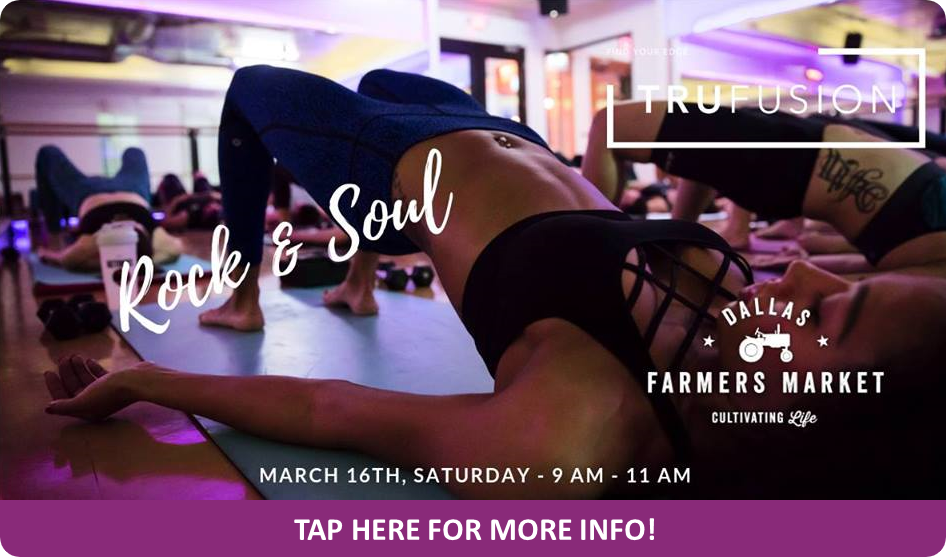 FIND YOUR EDGE
TRUFUSION
Rock & Soul
DALLAS
FARMERS MARKET
CULTIVATING Life
MARCH 16TH, SATURDAY - 9 AM - 11 AM
TAP HERE FOR MORE INFO!